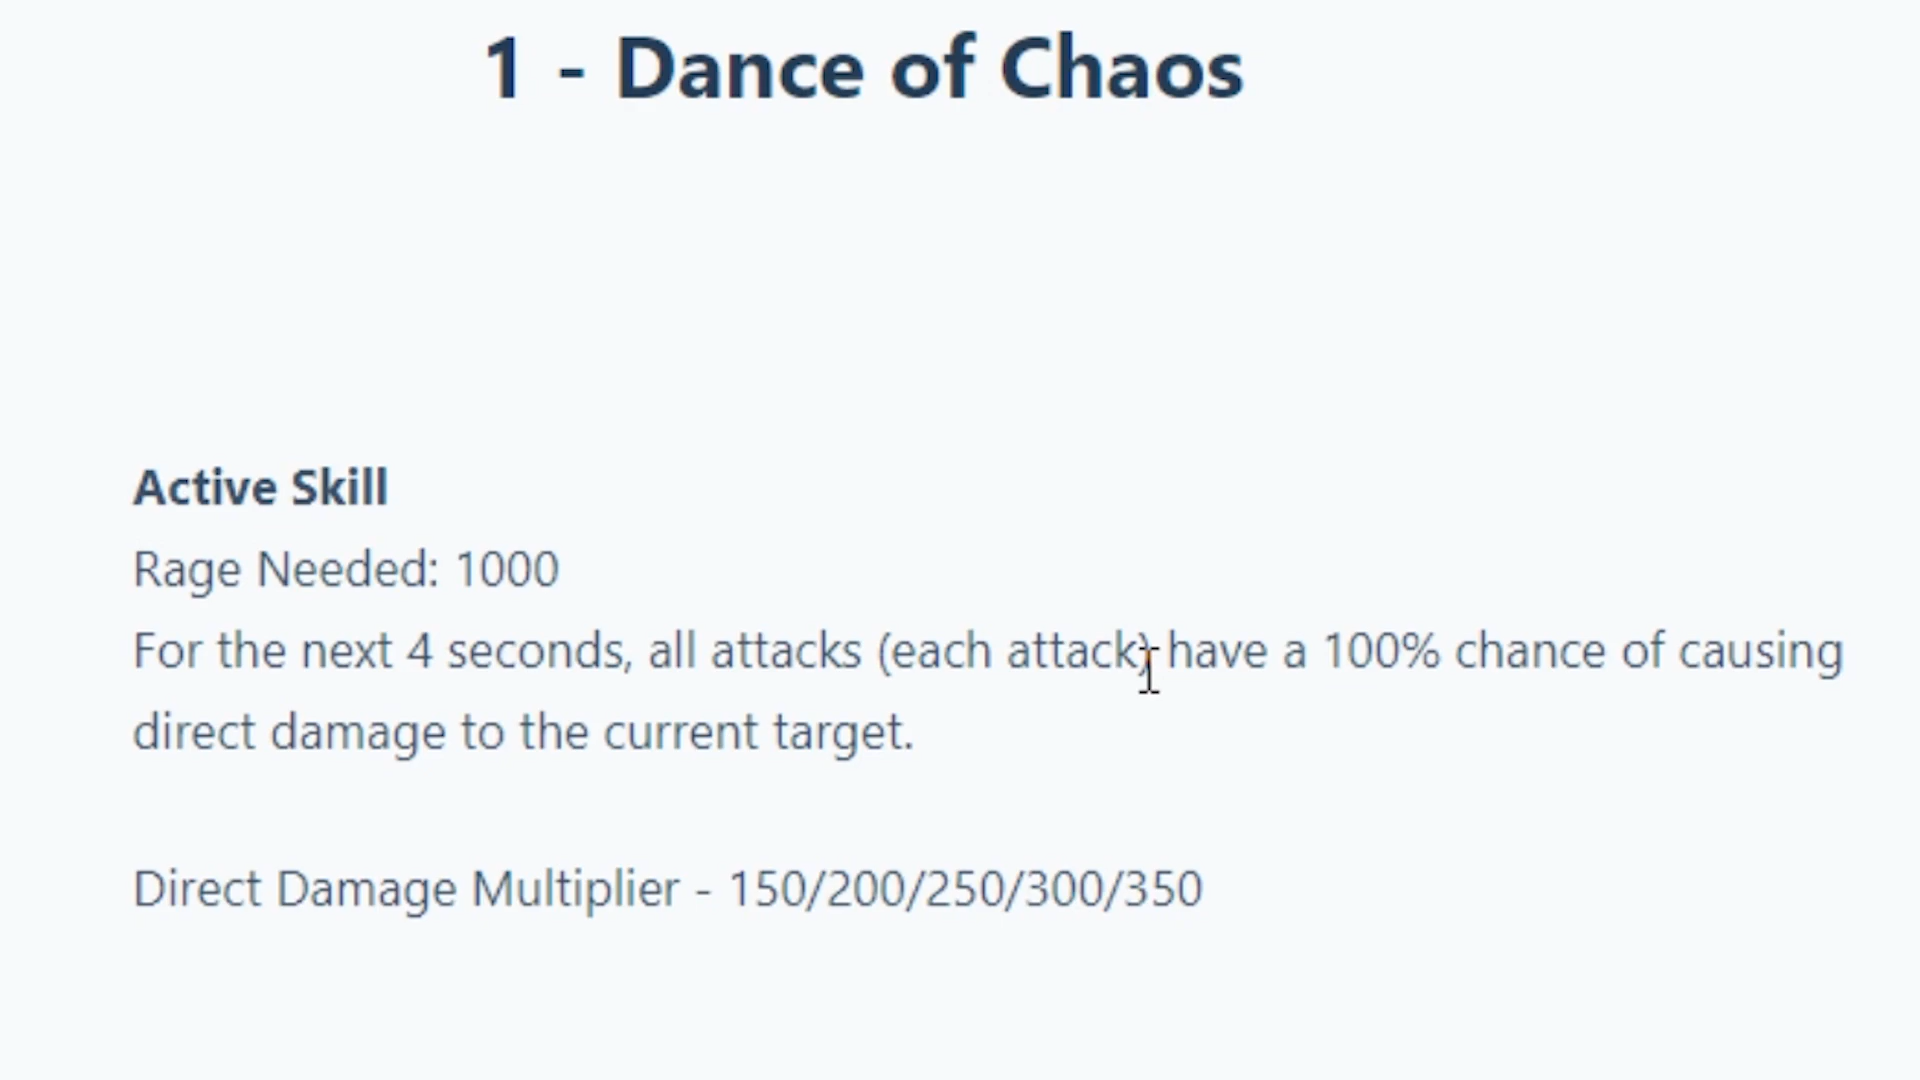 1 - Dance of Chaos
Active Skill
Rage Needed: 1000
For the next 4 seconds, all attacks (each attack) have a 100% chance of causing
direct damage to the current target.
Direct Damage Multiplier - 150/200/250/300/350